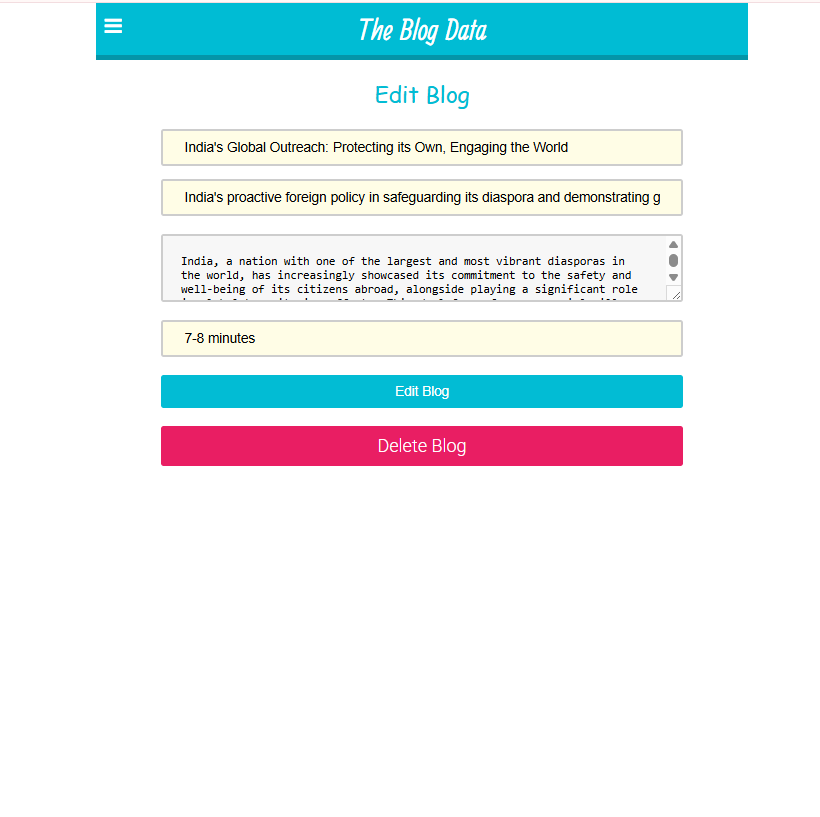 The Blog Data
Edit Blog
India's Global Outreach: Protecting its Own, Engaging the World
India's proactive foreign policy in safeguarding its diaspora and demonstrating g
India, a nation with one of the largest and most vibrant diasporas in
the world, has increasingly showcased its commitment to the safety and
well-being of its citizens abroad, alongside playing a significant role
7-8 minutes
Edit Blog
Delete Blog